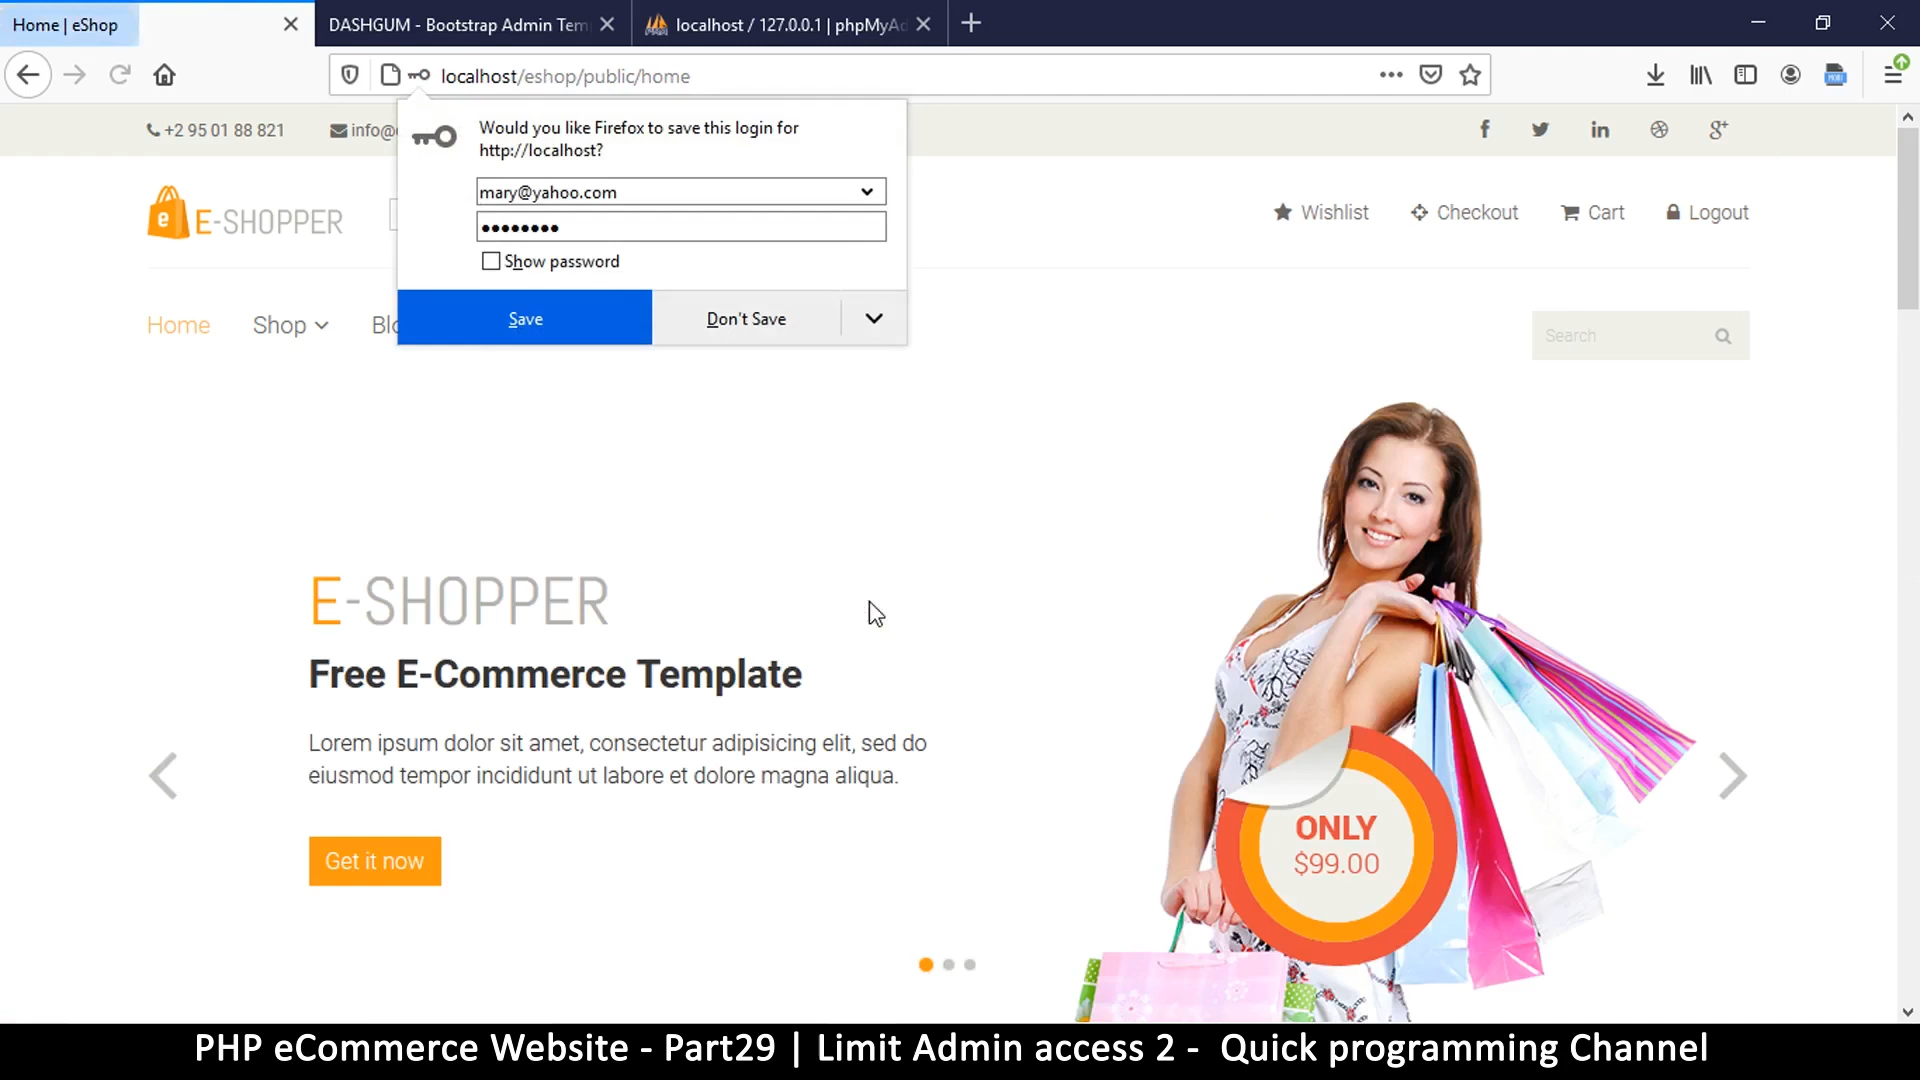 Home | eShop
DASHGUM - Bootstrap Admin Tem
localhost / 127.0.0.1 | phpMyAd
localhost/eshop/public/home
+2 95 01 88 821
info@
Would you like Firefox to save this login for
http://localhost?
mary@yahoo.com
Show password
Save
Don't Save
e E-SHOPPER
Wishlist
Checkout
Cart
Logout
Home
Shop
Blo
Search
E-SHOPPER
Free E-Commerce Template
Lorem ipsum dolor sit amet, consectetur adipisicing elit, sed do
eiusmod tempor incididunt ut labore et dolore magna aliqua.
Get it now
ONLY
$99.00
PHP eCommerce Website - Part29 | Limit Admin access 2 - Quick programming Channel